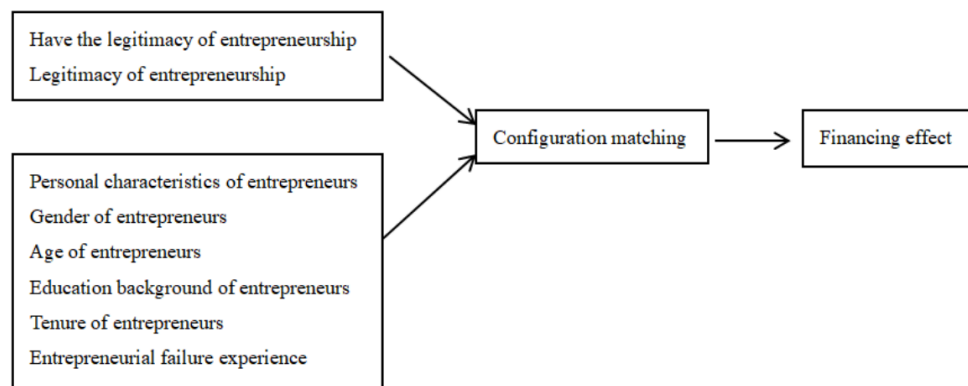 Have the legitimacy of entrepreneurship
Legitimacy of entrepreneurship
Configuration matching
Financing effect
Personal characteristics of entrepreneurs
Gender of entrepreneurs
Age of entrepreneurs
Education background of entrepreneurs
Tenure of entrepreneurs
Entrepreneurial failure experience